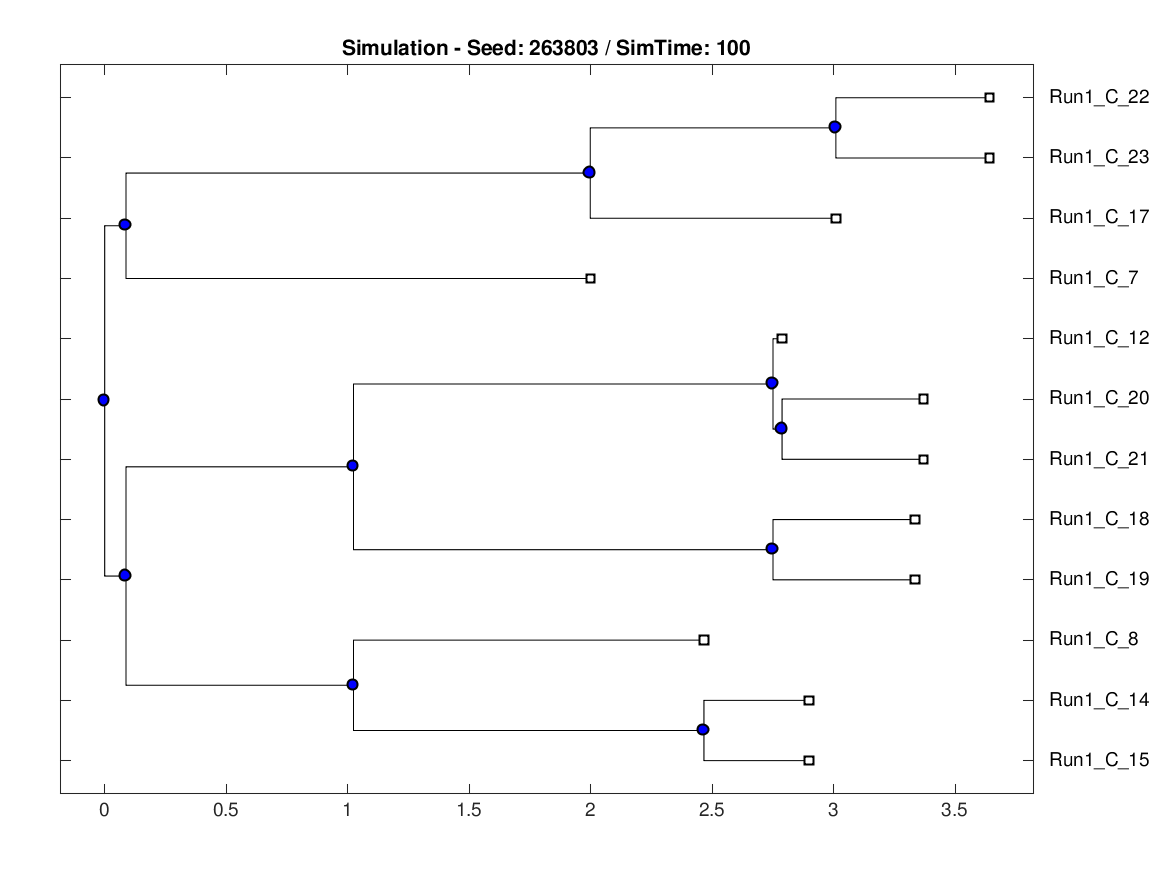 Simulation - Seed: 263803 / SimTime: 100
Run1_C_22
Run1_C_23
Run1_C_17
Run1_C_7
Run1_C_12
Run1_C_20
Run1_C_21
Run1_C_18
Run1_C_19
Run1_C_8
Run1_C_14
Run1_C_15
0 0.5 1 1.5 2 2.5 3 3.5